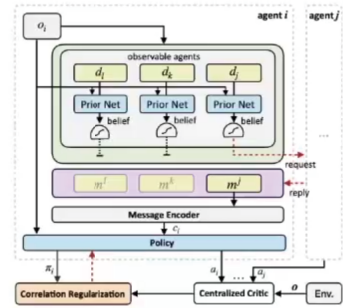 agent i
agent j
o_i
observable agents
d_l
d_k
d_j
Prior Net
Prior Net
Prior Net
belief
belief
belief
...
request
reply
m^l
m^k
m^j
Message Encoder
c_i
Policy
π_i
a_i
...
a_j
Correlation Regularization
Centralized Critic
o
Env.